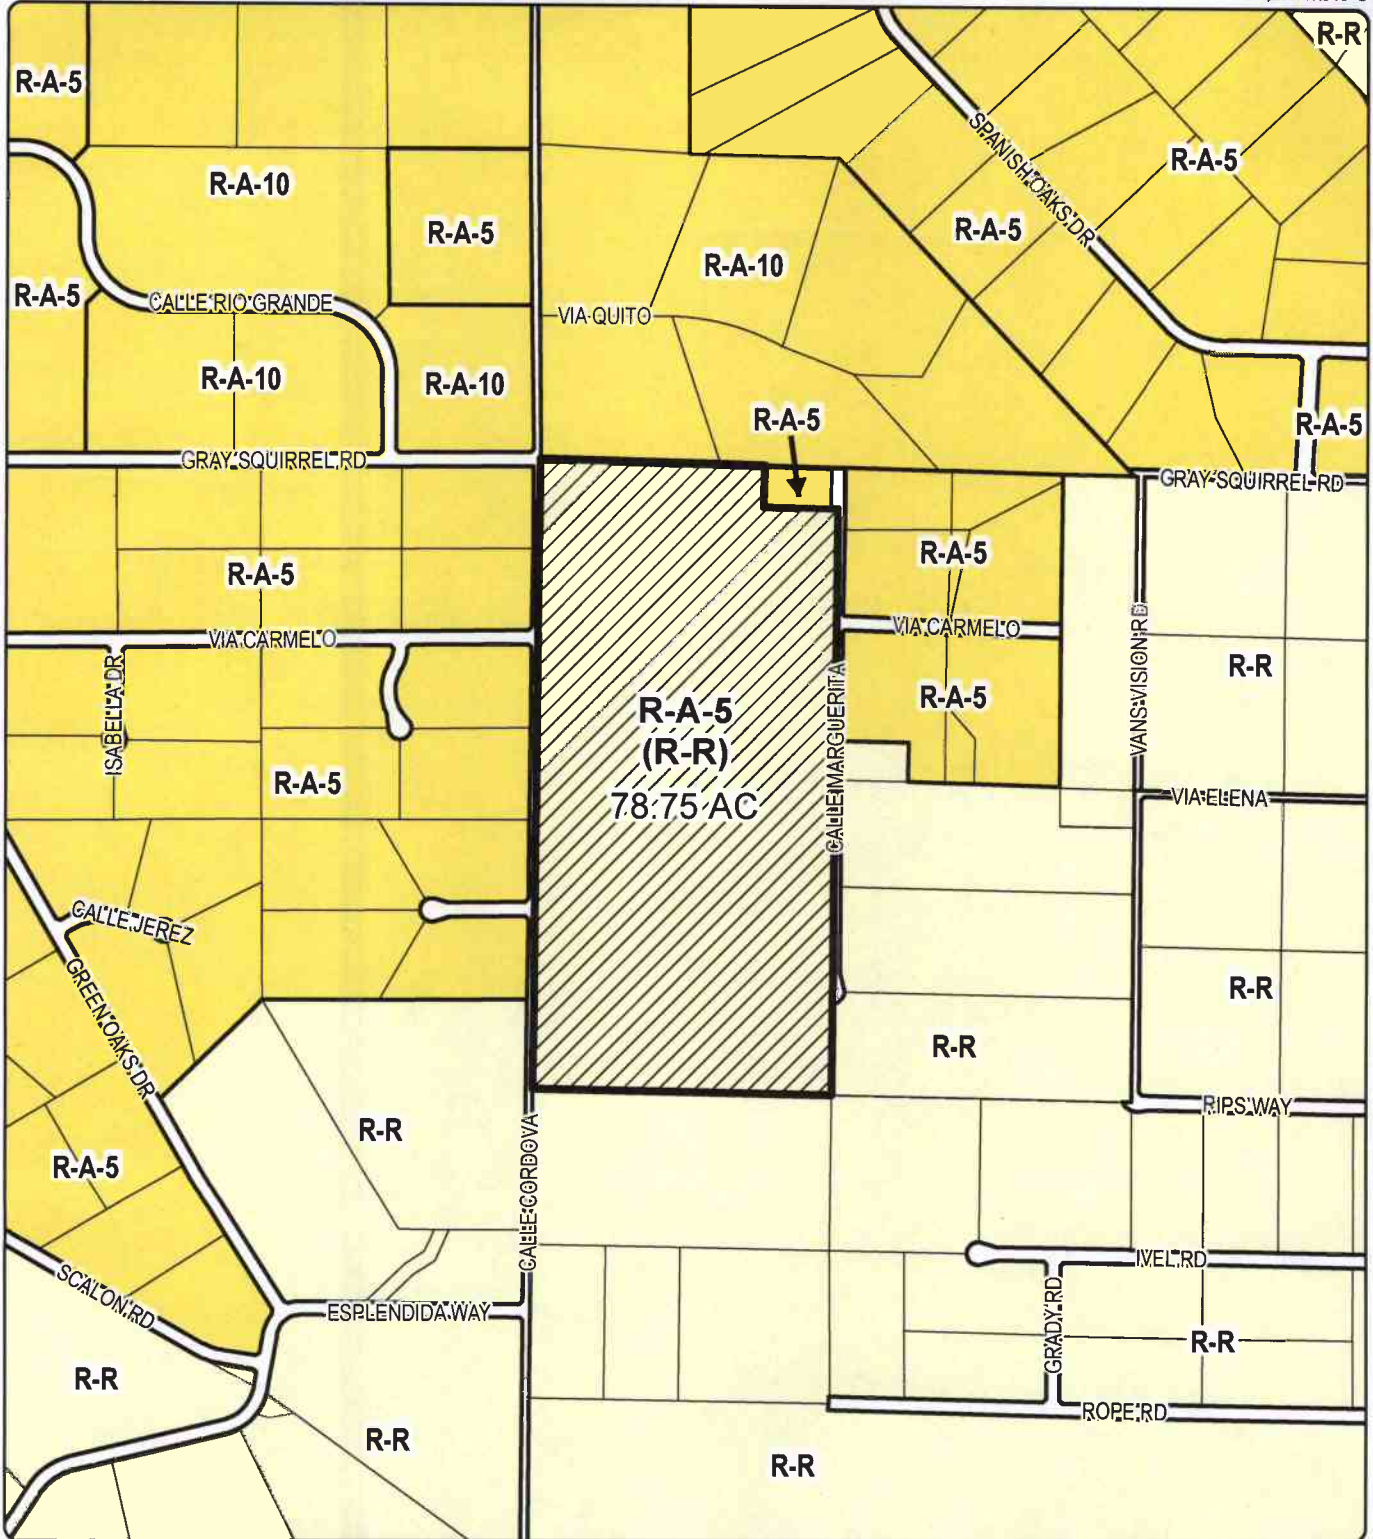 R-R
R-A-5
SPANISH OAKS DR
R-A-5
R-A-10
R-A-5
R-A-5
R-A-10
R-A-5
CALLE RIO GRANDE
VIA QUITO
R-A-10
R-A-10
R-A-5
R-A-5
GRAY SQUIRREL RD
GRAY SQUIRREL RD
R-A-5
R-A-5
VIA CARMELO
VIA CARMELO
ISABELLA DR
VANS VISION RD
R-R
R-A-5
R-A-5
(R-R)
78.75 AC
CALLE MARGUERITA
R-A-5
VIA ELENA
CALLE JEREZ
GREEN OAKS DR
R-R
R-R
RIPS WAY
R-R
CALLE CORDOVA
R-A-5
IVEL RD
SCALON RD
ESPLENDIDA WAY
GRADY RD
R-R
R-R
ROPE RD
R-R
R-R